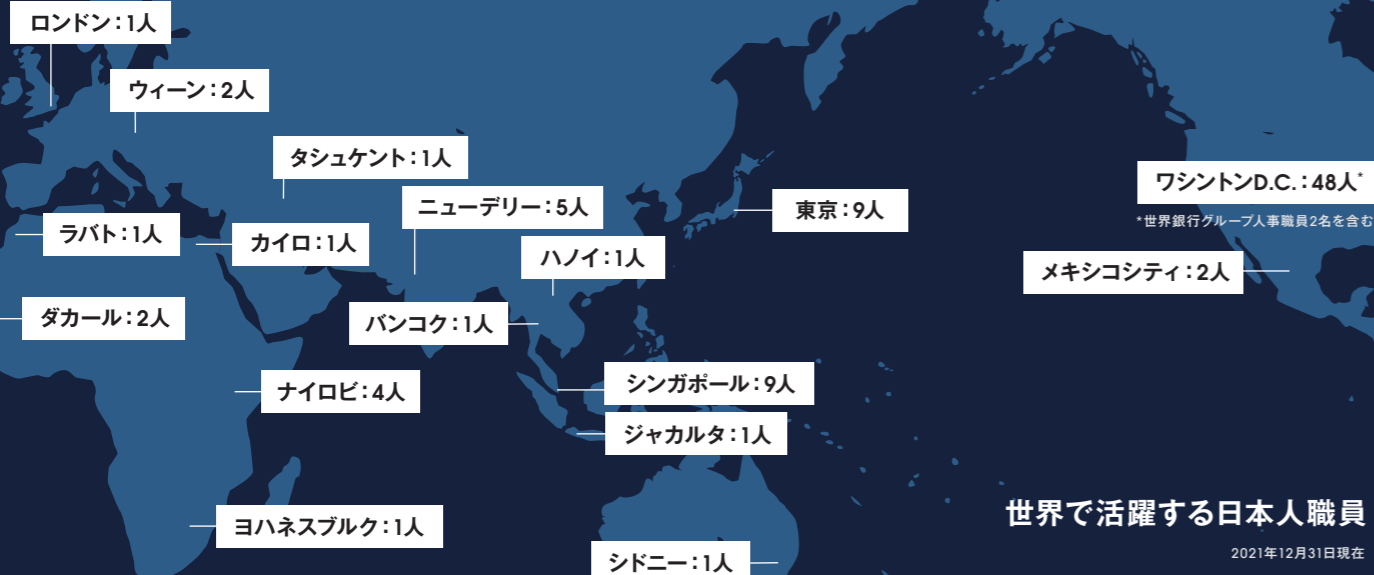 ロンドン：1人
ウィーン：2人
タシュケント：1人
ワシントンD.C.：48人*
*世界銀行グループ人事職員2名を含む
ニューデリー：5人
東京：9人
ラバト：1人
カイロ：1人
ハノイ：1人
メキシコシティ：2人
ダカール：2人
バンコク：1人
ナイロビ：4人
シンガポール：9人
ジャカルタ：1人
ヨハネスブルク：1人
シドニー：1人
世界で活躍する日本人職員
2021年12月31日現在